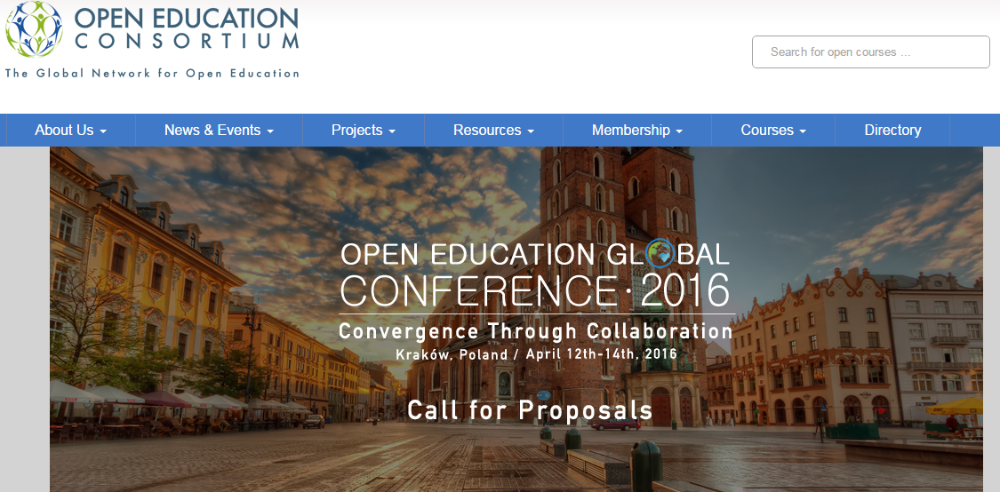 OPEN EDUCATION
CONSORTIUM
The Global Network for Open Education
Search for open courses ...
About Us
News & Events
Projects
Resources
Membership
Courses
Directory
OPEN EDUCATION GLOBAL
CONFERENCE · 2016
Convergence Through Collaboration
Kraków, Poland / April 12th-14th, 2016
Call for Proposals